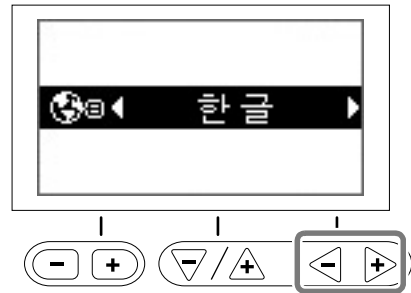 한글
- + - / + - +